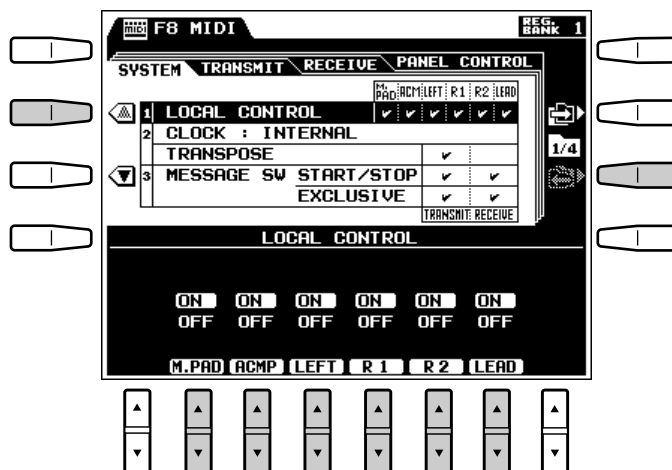 MIDI F8 MIDI REG. BANK 1
SYSTEM TRANSMIT RECEIVE PANEL CONTROL
M. PAD ACM LEFT R1 R2 LEAD
1 LOCAL CONTROL ✔ ✔ ✔ ✔ ✔ ✔
2 CLOCK : INTERNAL
1/4
TRANSPOSE ✔
3 MESSAGE SW START/STOP ✔ ✔
EXCLUSIVE ✔ ✔
TRANSMIT RECEIVE
LOCAL CONTROL
ON ON ON ON ON ON
OFF OFF OFF OFF OFF OFF
M.PAD ACMP LEFT R 1 R 2 LEAD